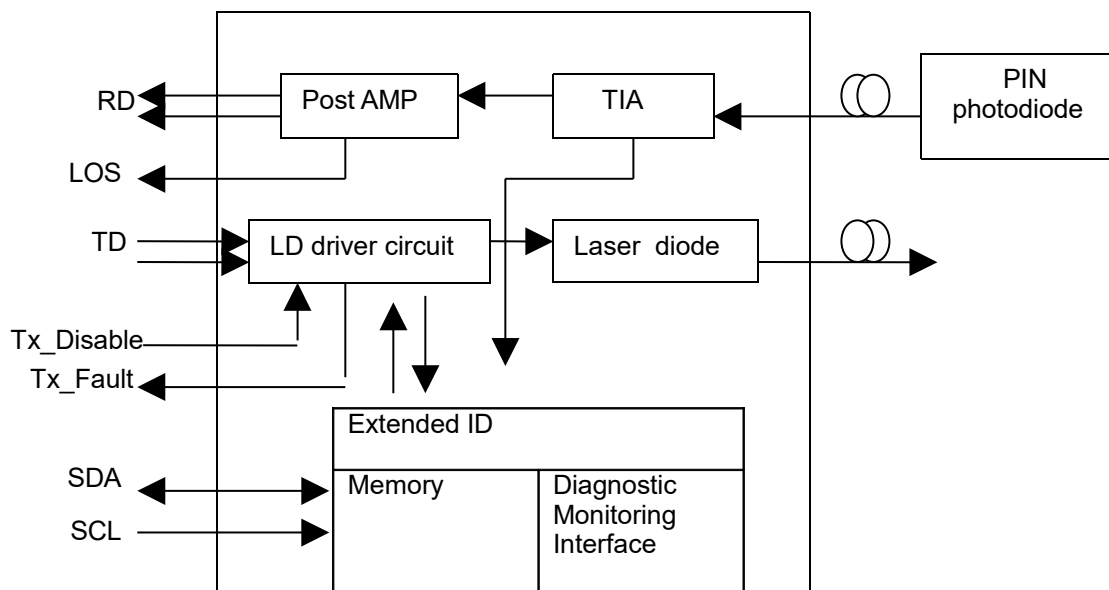 RD
Post AMP
TIA
PIN
photodiode
LOS
TD
LD driver circuit
Laser diode
Tx_Disable
Tx_Fault
Extended ID
SDA
Memory
Diagnostic
Monitoring
Interface
SCL